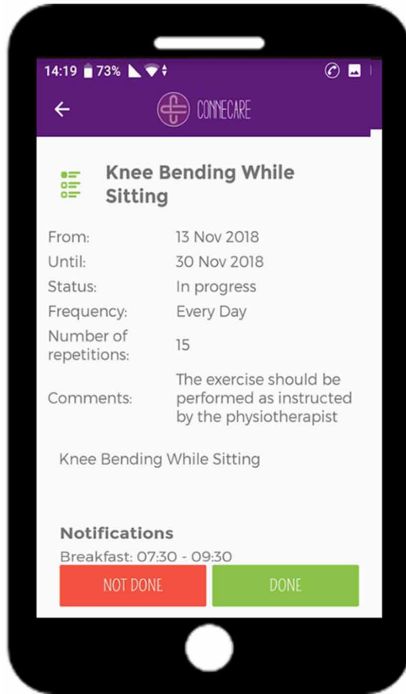 14:19 73%
CONNECARE
Knee Bending While
Sitting
From: 13 Nov 2018
Until: 30 Nov 2018
Status: In progress
Frequency: Every Day
Number of
repetitions: 15
Comments: The exercise should be
performed as instructed
by the physiotherapist
Knee Bending While Sitting
Notifications
Breakfast: 07:30 - 09:30
NOT DONE DONE